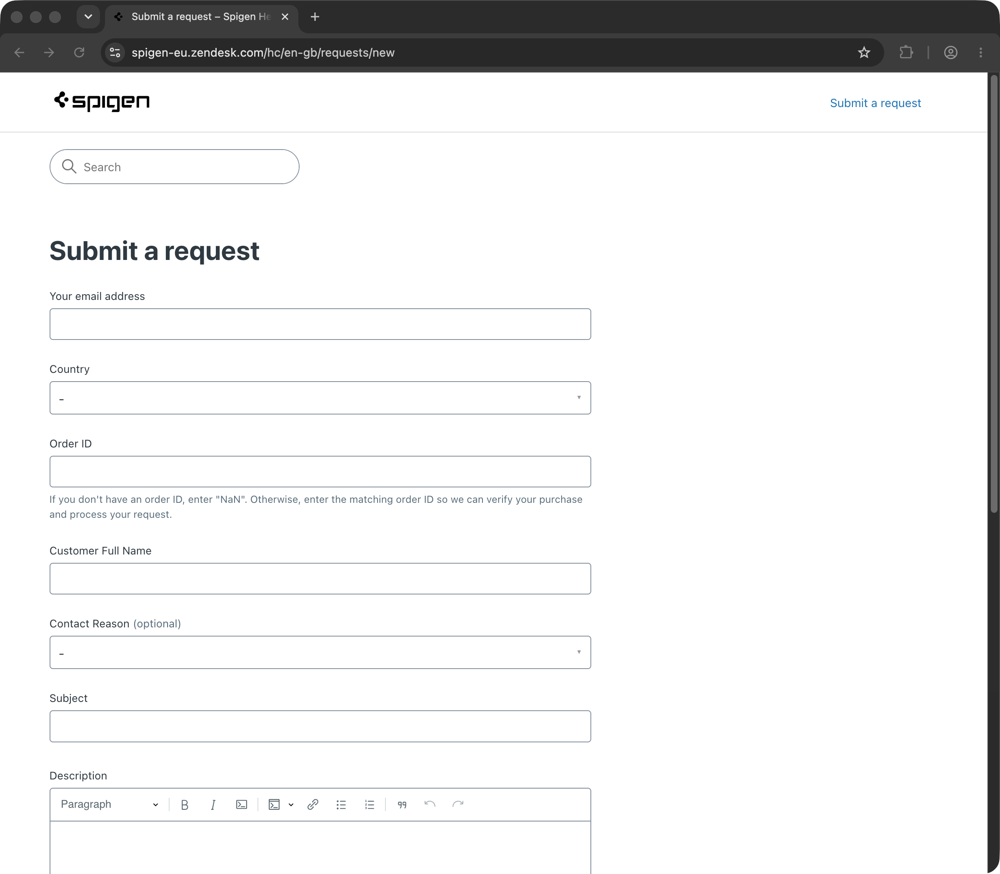 Submit a request – Spigen He
spigen-eu.zendesk.com/hc/en-gb/requests/new
spigen
Submit a request
Search
Submit a request
Your email address
Country
-
Order ID
If you don't have an order ID, enter "NaN". Otherwise, enter the matching order ID so we can verify your purchase
and process your request.
Customer Full Name
Contact Reason (optional)
-
Subject
Description
Paragraph